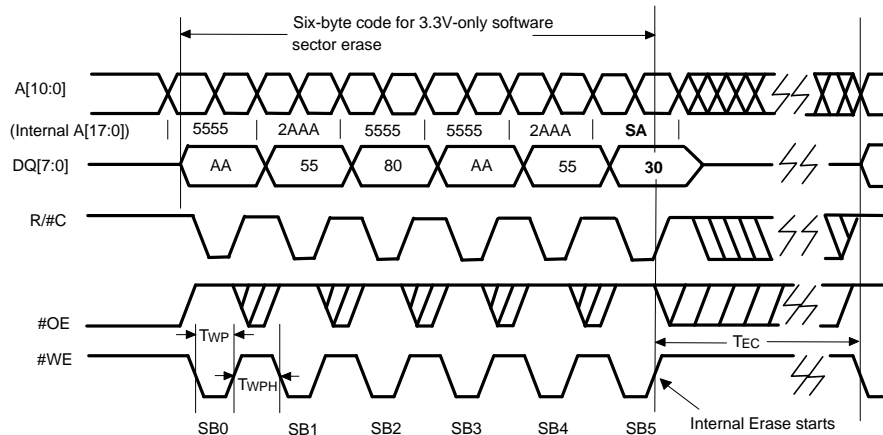 Six-byte code for 3.3V-only software
sector erase
A[10:0]
(Internal A[17:0]) 5555 2AAA 5555 5555 2AAA SA
DQ[7:0] AA 55 80 AA 55 30
R/#C
#OE
TWP
TEC
#WE
TWPH
SB0 SB1 SB2 SB3 SB4 SB5 Internal Erase starts